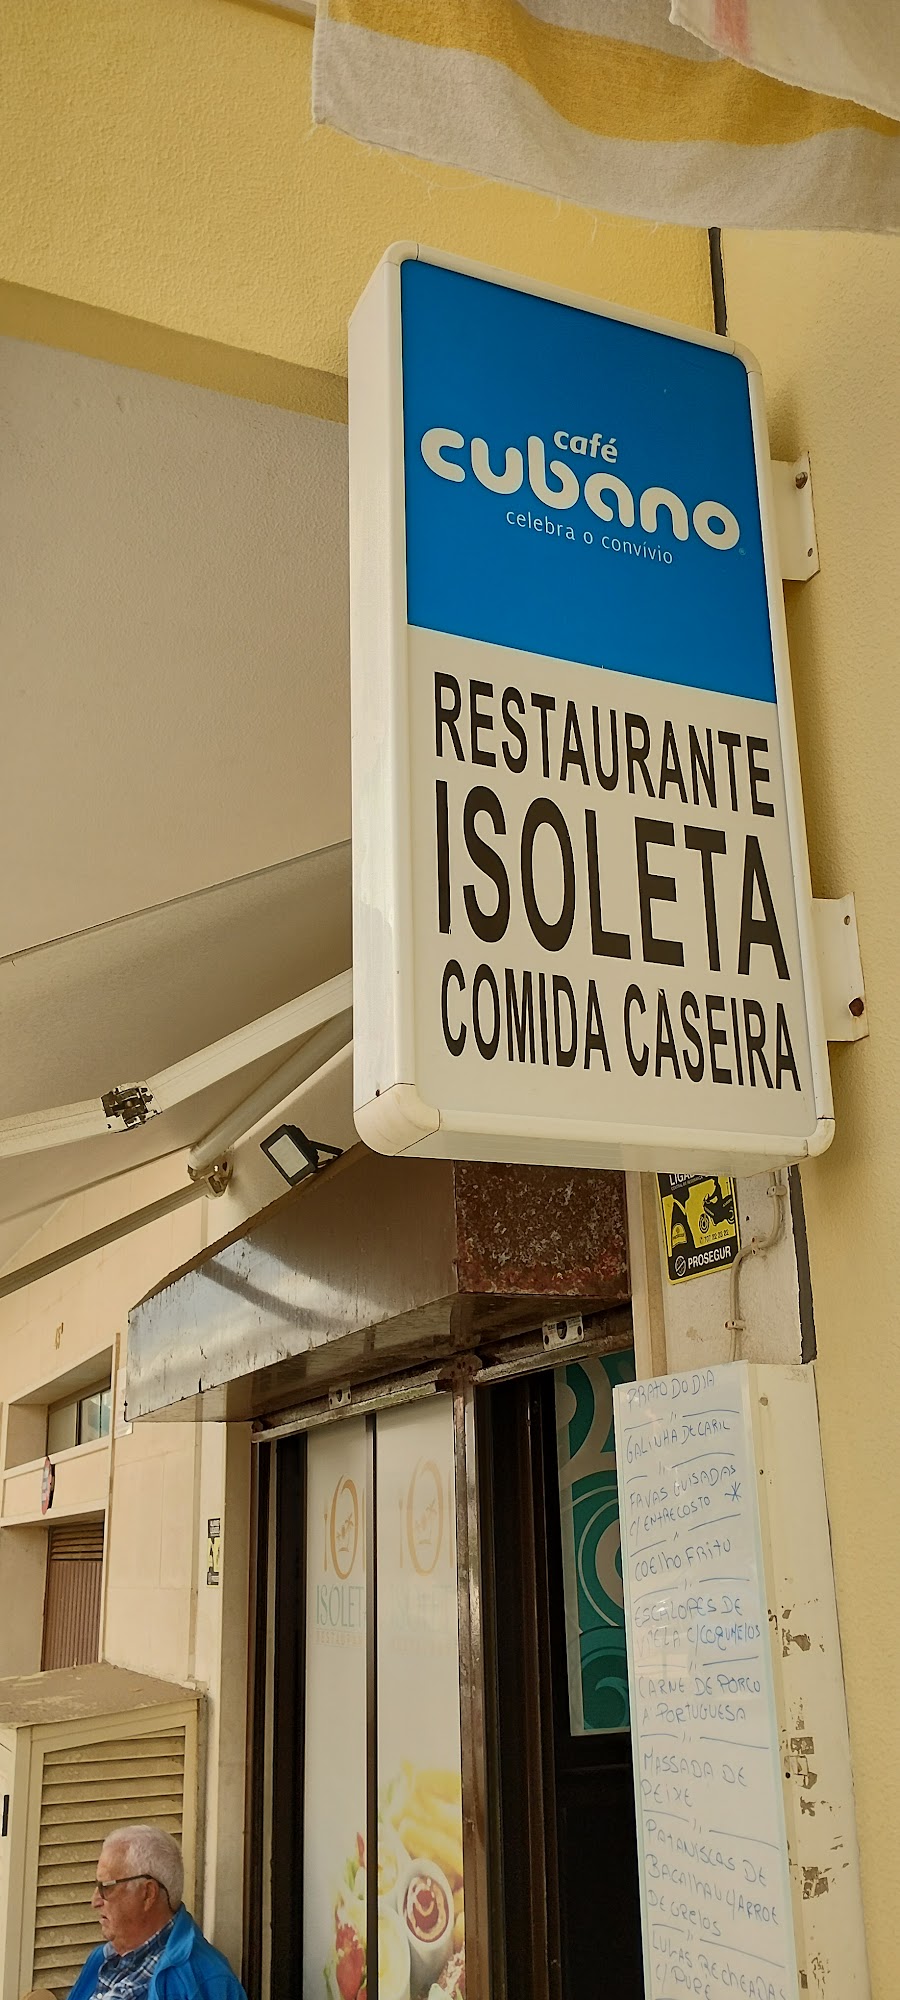 café
cubano
celebra o convívio
RESTAURANTE
ISOLETA
COMIDA CASEIRA
PROSEGUR
PRATO DO DIA
GALINHA DE CARIL
FAVAS GUISADAS
C/ENTRECOSTO *
COELHO FRITO
ESCALOPES DE
C/COGUMELOS
CARNE DE PORCO
A PORTUGUESA
MASSADA DE
PEIXE
PATANISCAS DE
BACALHAU C/ARROZ
DE GRELOS
LULAS RECHEADAS
C/PURÉ
ISOLET